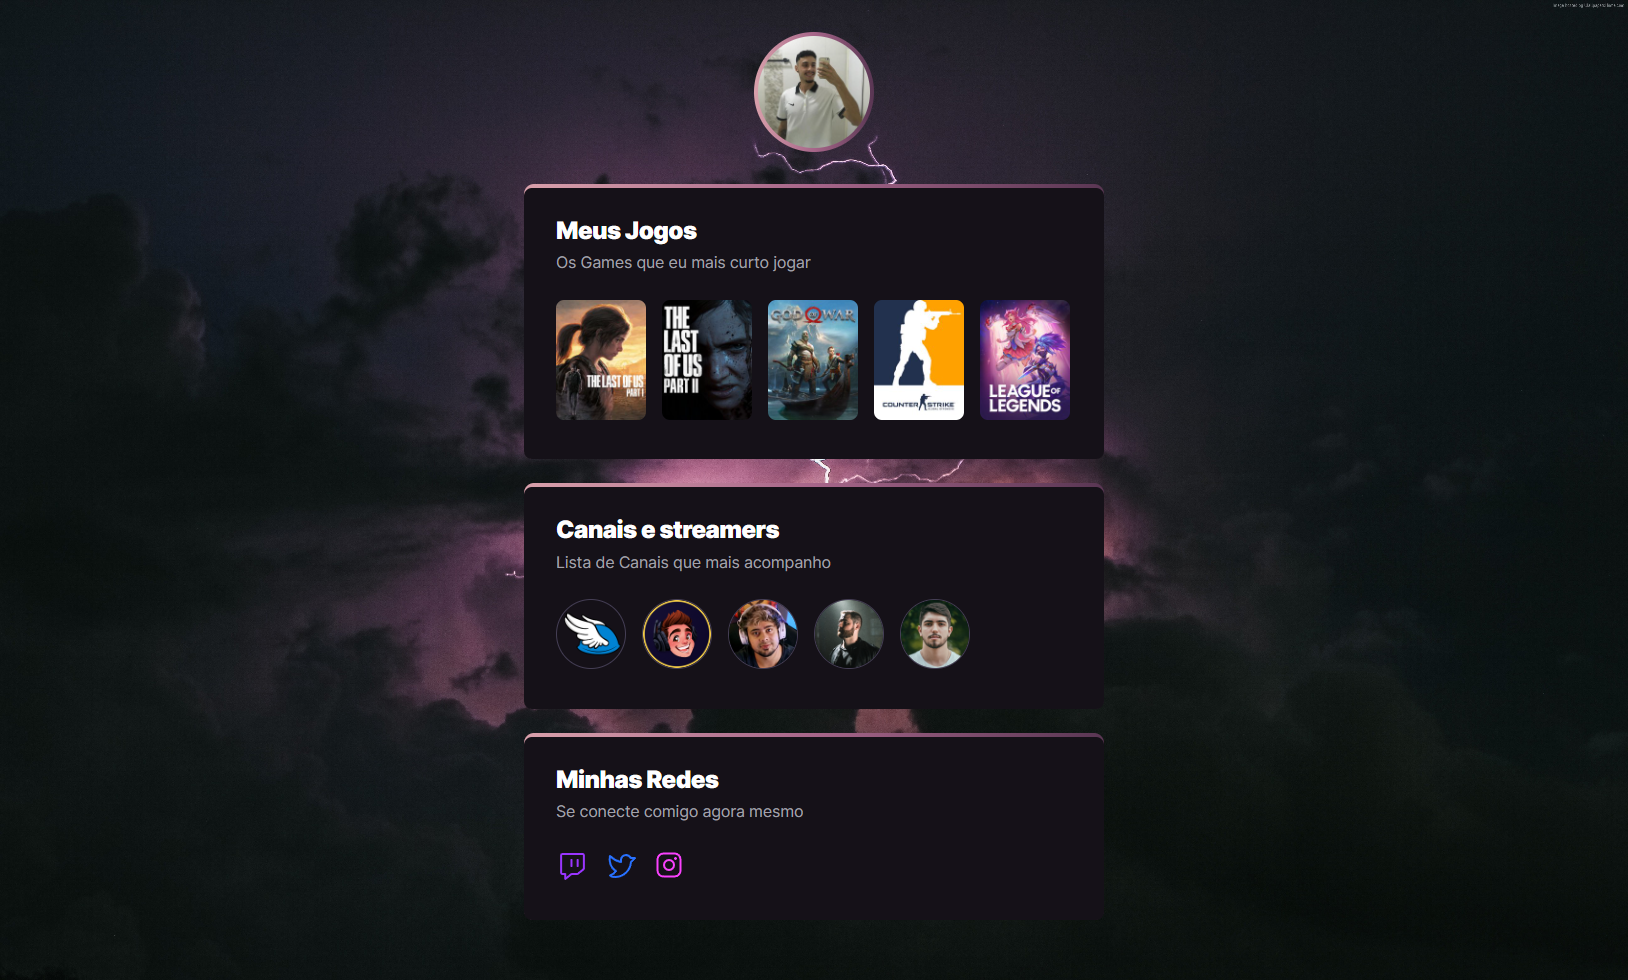 Meus Jogos
Os Games que eu mais curto jogar
THE LAST OF US
PART I
THE
LAST
OF US
PART II
GOD OF WAR
COUNTER STRIKE
LEAGUE OF
LEGENDS
Canais e streamers
Lista de Canais que mais acompanho
Minhas Redes
Se conecte comigo agora mesmo